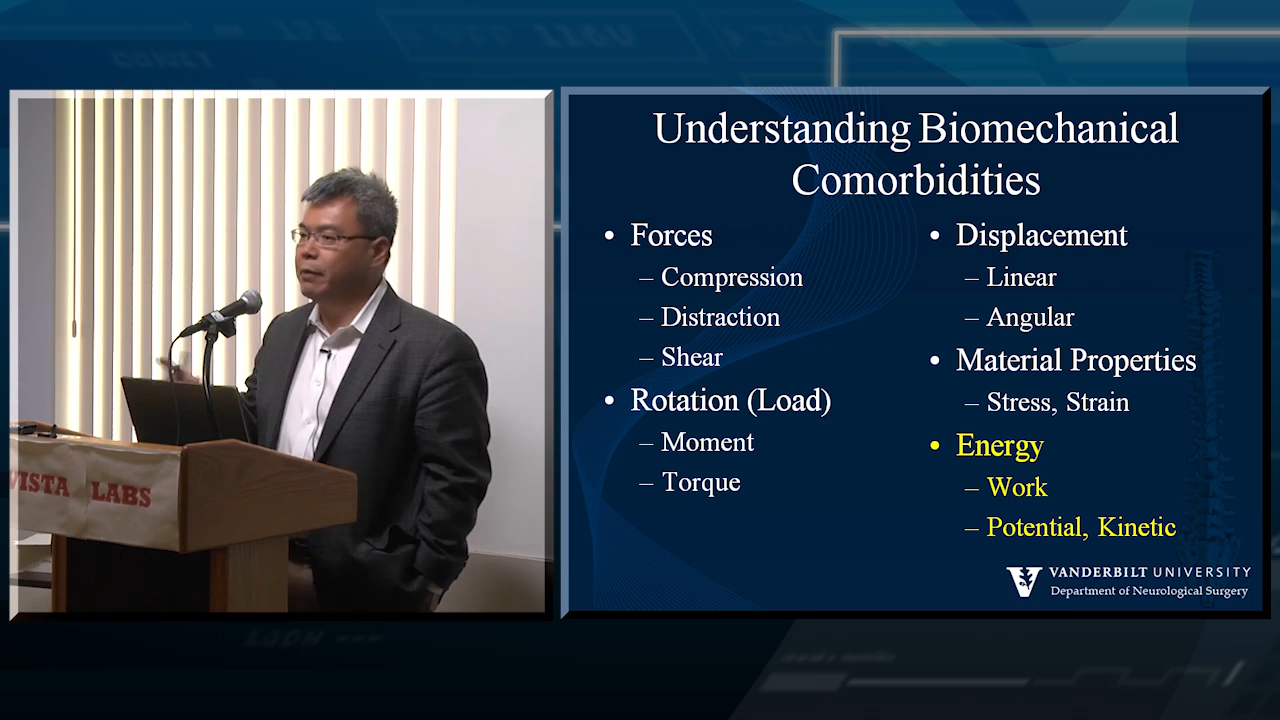 VISTA LABS
Understanding Biomechanical
Comorbidities
• Forces
– Compression
– Distraction
– Shear
• Rotation (Load)
– Moment
– Torque
• Displacement
– Linear
– Angular
• Material Properties
– Stress, Strain
• Energy
– Work
– Potential, Kinetic
V VANDERBILT UNIVERSITY
Department of Neurological Surgery